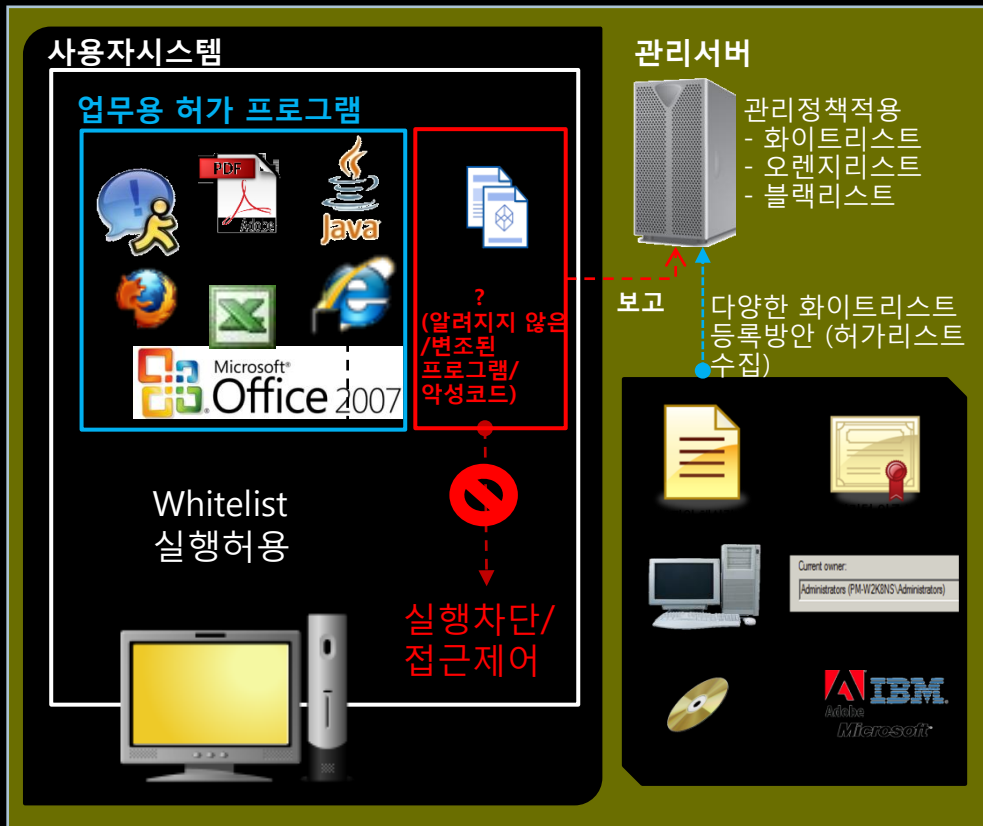 사용자시스템
업무용 허가 프로그램
PDF
Adobe
Java
Microsoft®
Office 2007
?
(알려지지 않은
/변조된
프로그램/
악성코드)
Whitelist
실행허용
실행차단/
접근제어
관리서버
관리정책적용
- 화이트리스트
- 오렌지리스트
- 블랙리스트
보고
다양한 화이트리스트
등록방안 (허가리스트
수집)
Current owner:
Administrators (PM-W2K8NS\Administrators)
Adobe
IBM.
Microsoft